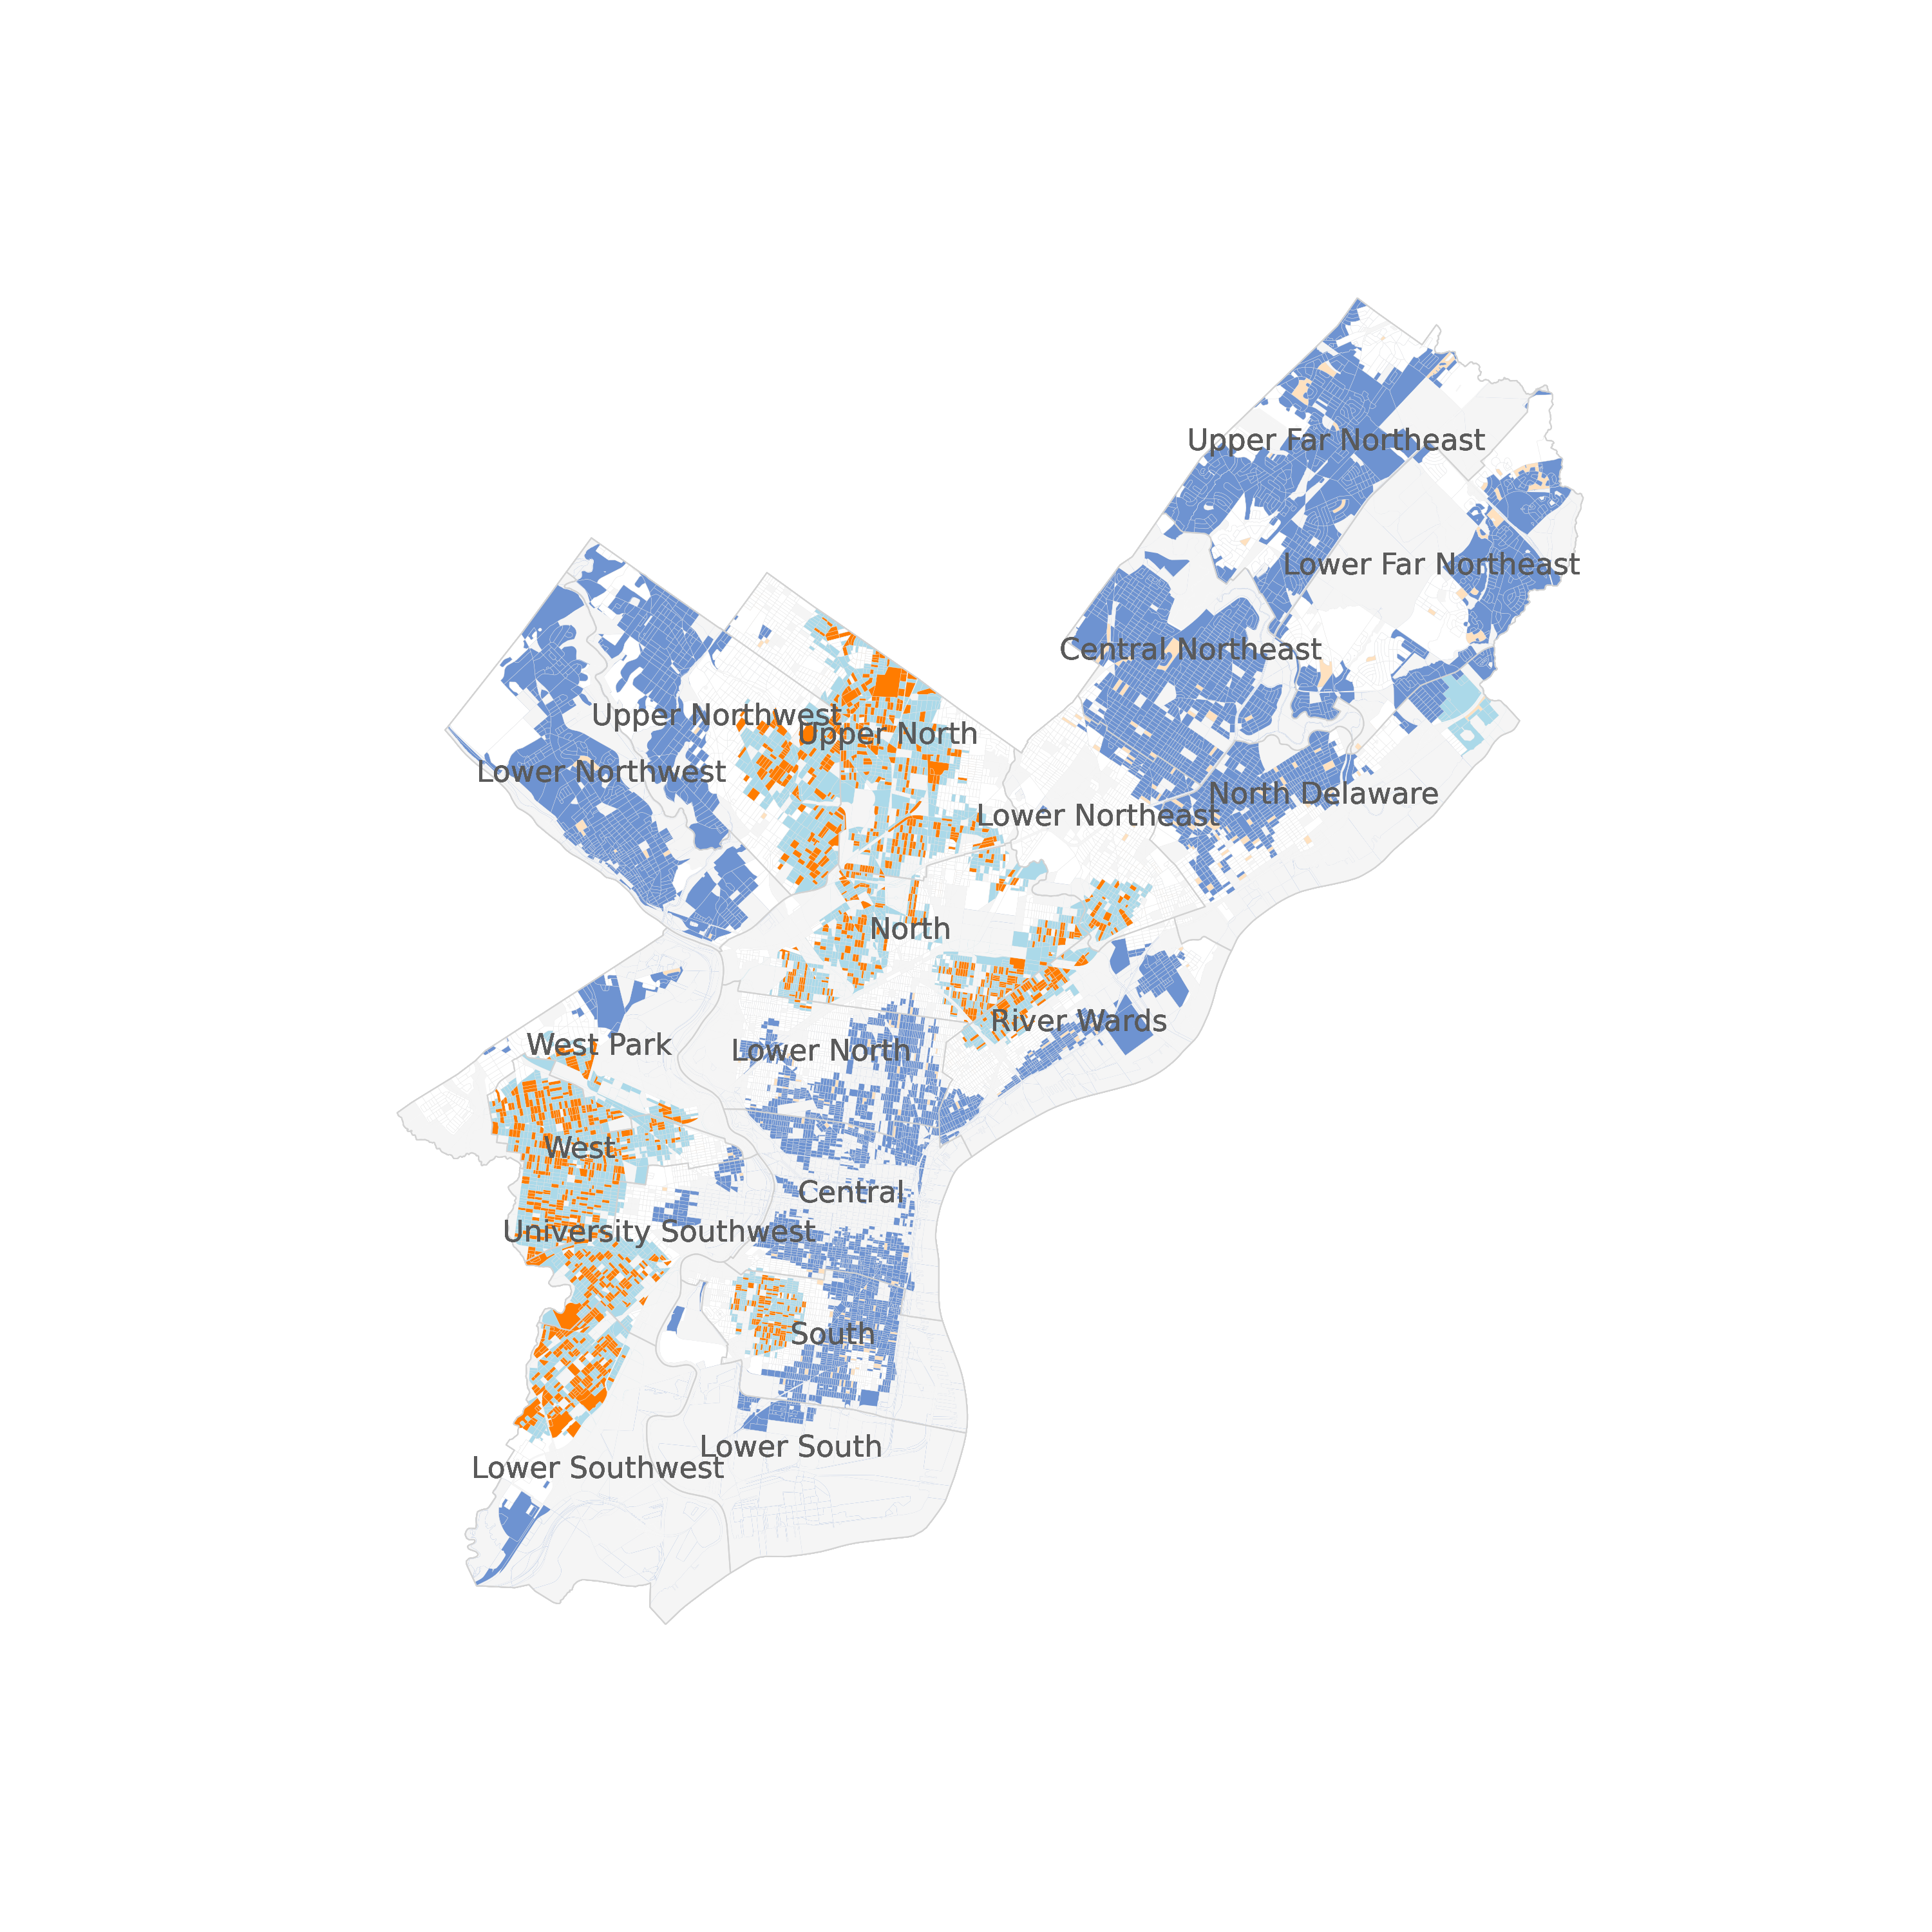 Upper Far Northeast
Lower Far Northeast
Central Northeast
Upper Northwest
Upper North
Lower Northwest
North Delaware
Lower Northeast
North
River Wards
West Park
Lower North
West
Central
University Southwest
South
Lower South
Lower Southwest